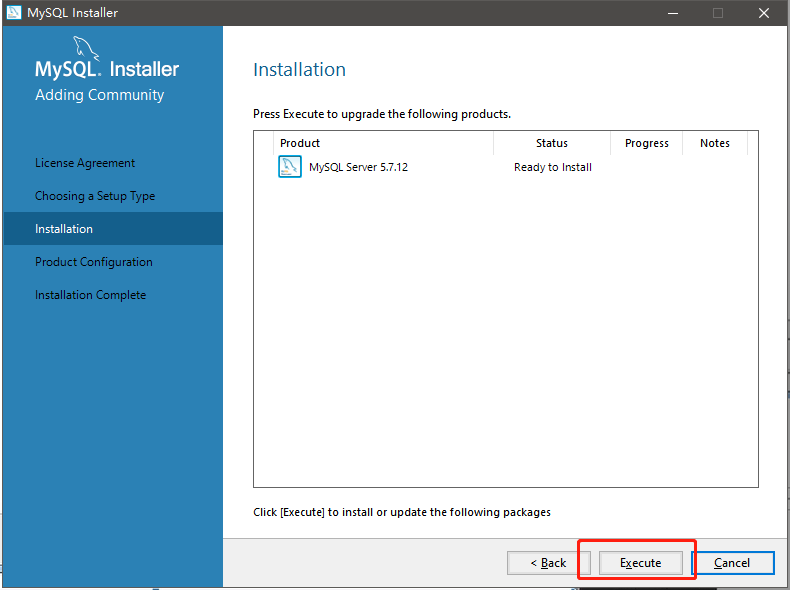 MySQL Installer
MySQL. Installer
Adding Community
License Agreement
Choosing a Setup Type
Installation
Product Configuration
Installation Complete
Installation
Press Execute to upgrade the following products.
Product Status Progress Notes
MySQL Server 5.7.12 Ready to Install
Click [Execute] to install or update the following packages
< Back Execute Cancel